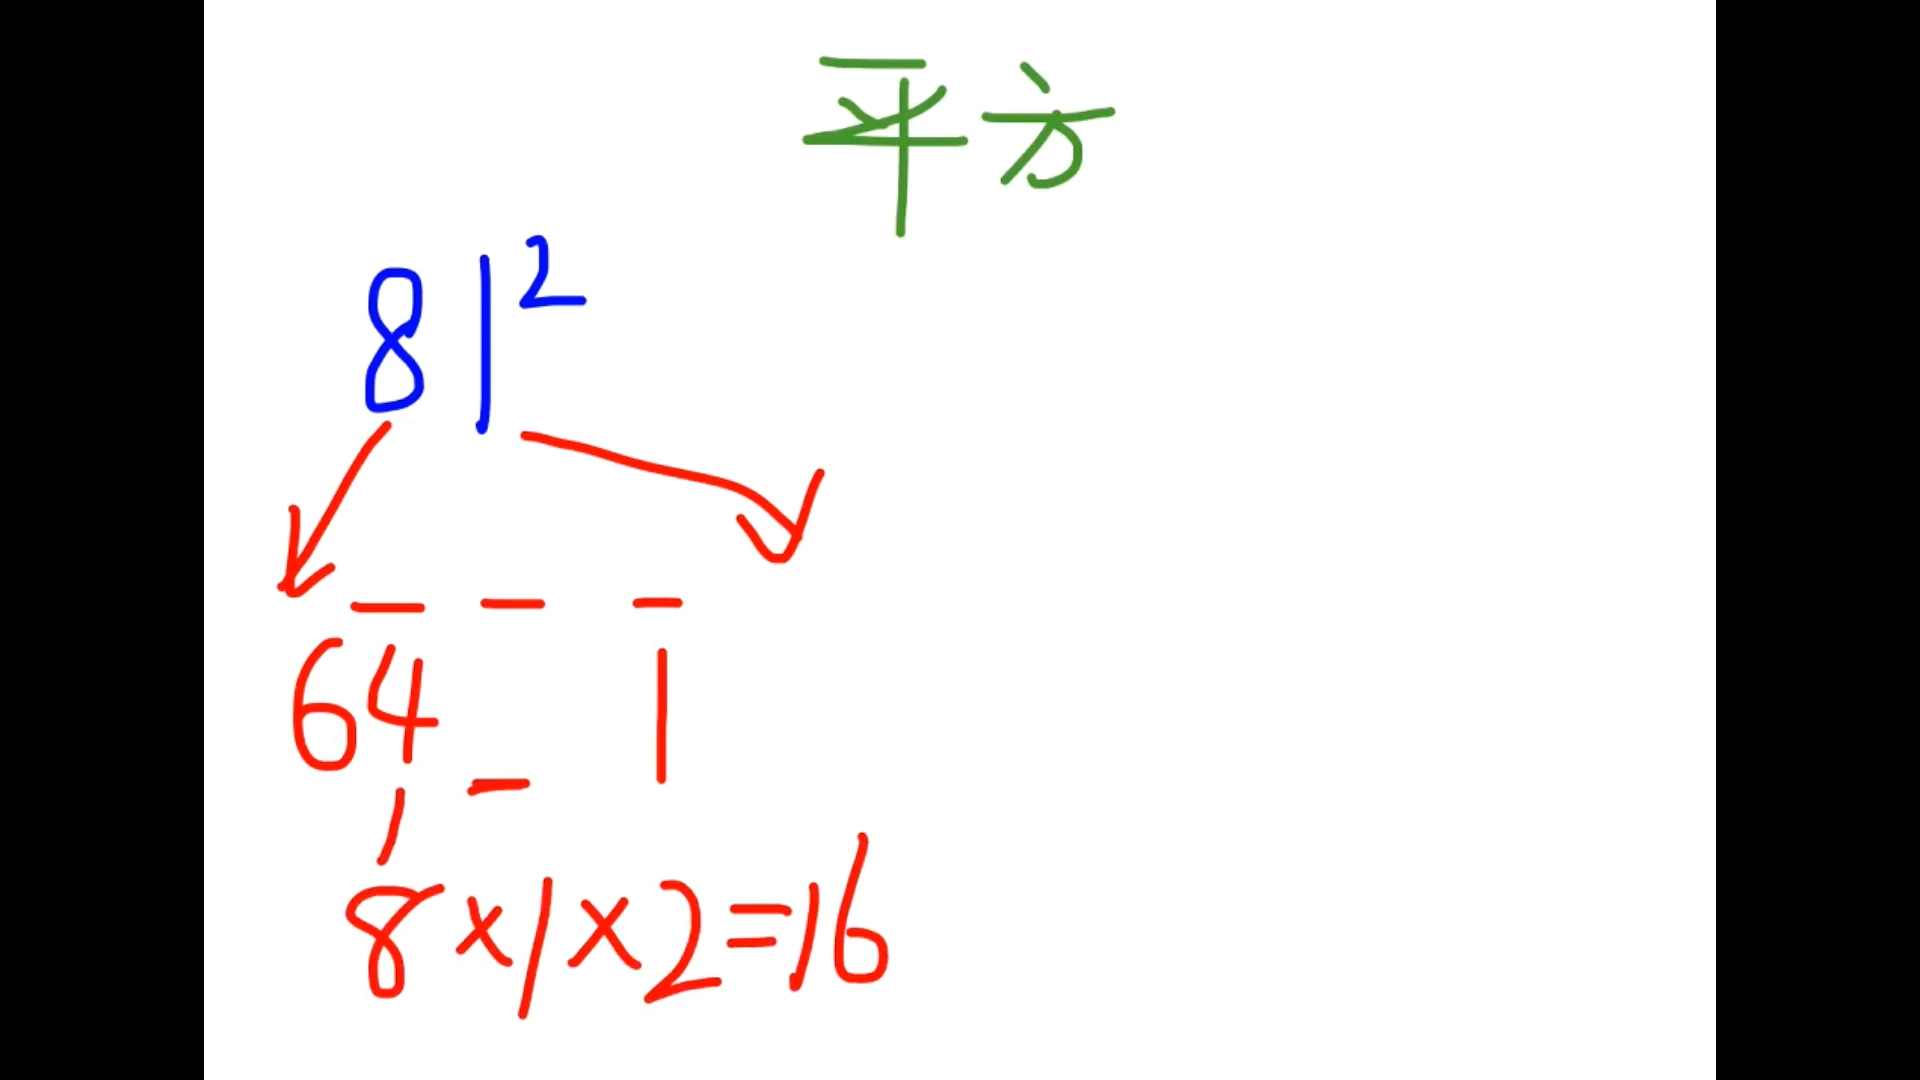 平方
81²
— — —
64 1
—
8×1×2=16